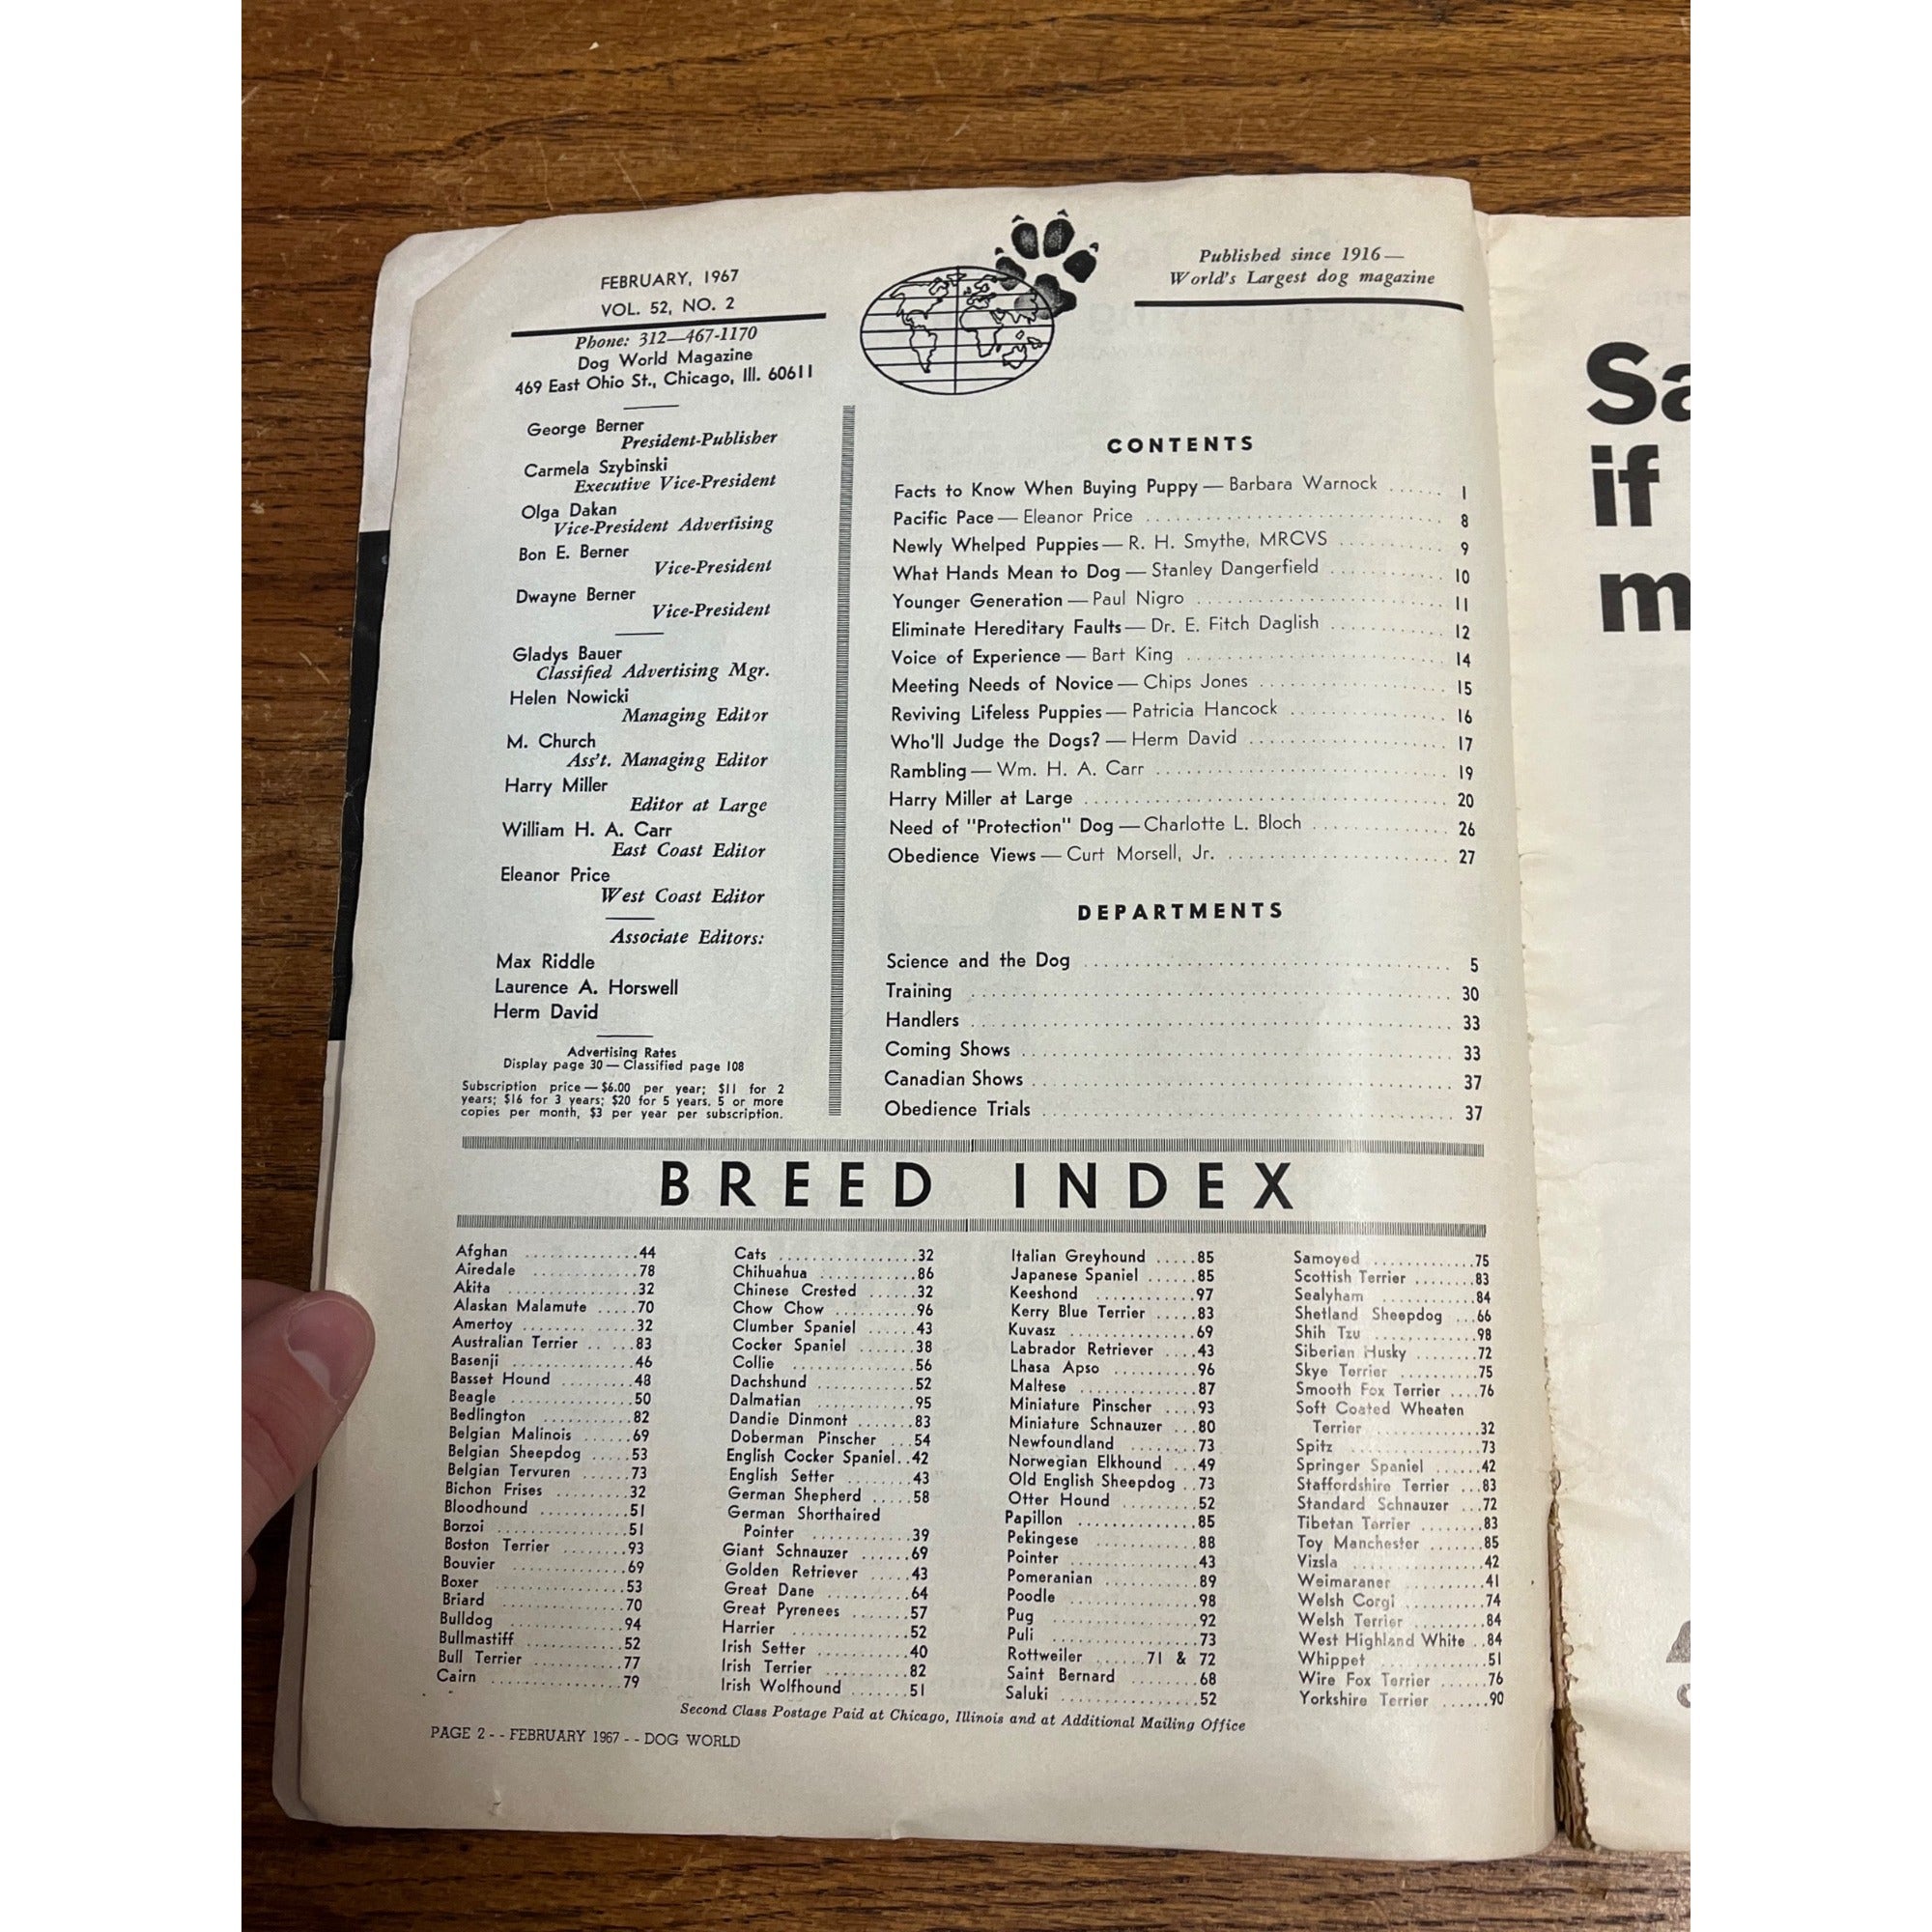 FEBRUARY, 1967
VOL. 52, NO. 2
Phone: 312—467-1170
Dog World Magazine
469 East Ohio St., Chicago, Ill. 60611
Published since 1916—
World's Largest dog magazine
George Berner
President-Publisher
Carmela Szybinski
Executive Vice-President
Olga Dakan
Vice-President Advertising
Bon E. Berner
Vice-President
Dwayne Berner
Vice-President
Gladys Bauer
Classified Advertising Mgr.
Helen Nowicki
Managing Editor
M. Church
Ass't. Managing Editor
Harry Miller
Editor at Large
William H. A. Carr
East Coast Editor
Eleanor Price
West Coast Editor
Associate Editors:
Max Riddle
Laurence A. Horswell
Herm David
Advertising Rates
Display page 30 — Classified page 108
Subscription price — $6.00 per year; $11 for 2
years; $16 for 3 years; $20 for 5 years. 5 or more
copies per month, $3 per year per subscription.
CONTENTS
Facts to Know When Buying Puppy — Barbara Warnock ...... 1
Pacific Pace — Eleanor Price ...... 8
Newly Whelped Puppies — R. H. Smythe, MRCVS ...... 9
What Hands Mean to Dog — Stanley Dangerfield ...... 10
Younger Generation — Paul Nigro ...... 11
Eliminate Hereditary Faults — Dr. E. Fitch Daglish ...... 12
Voice of Experience — Bart King ...... 14
Meeting Needs of Novice — Chips Jones ...... 15
Reviving Lifeless Puppies — Patricia Hancock ...... 16
Who'll Judge the Dogs? — Herm David ...... 17
Rambling — Wm. H. A. Carr ...... 19
Harry Miller at Large ...... 20
Need of "Protection" Dog — Charlotte L. Bloch ...... 26
Obedience Views — Curt Morsell, Jr. ...... 27
DEPARTMENTS
Science and the Dog ...... 5
Training ...... 30
Handlers ...... 33
Coming Shows ...... 33
Canadian Shows ...... 37
Obedience Trials ...... 37
BREED INDEX
Afghan ......44
Airedale ......78
Akita ......32
Alaskan Malamute .....70
Amertoy ......32
Australian Terrier .. ...83
Basenji ......46
Basset Hound ......48
Beagle ......50
Bedlington ......82
Belgian Malinois ......69
Belgian Sheepdog .....53
Belgian Tervuren ......73
Bichon Frises ......32
Bloodhound ......51
Borzoi ......51
Boston Terrier ......93
Bouvier ......69
Boxer ......53
Briard ......70
Bulldog ......94
Bullmastiff ......52
Bull Terrier ......77
Cairn ......79
Cats ......32
Chihuahua ......86
Chinese Crested ......32
Chow Chow ......96
Clumber Spaniel ......43
Cocker Spaniel ......38
Collie ......56
Dachshund ......52
Dalmatian ......95
Dandie Dinmont ......83
Doberman Pinscher ...54
English Cocker Spaniel..42
English Setter ......43
German Shepherd .....58
German Shorthaired
Pointer ......39
Giant Schnauzer ......69
Golden Retriever ......43
Great Dane ......64
Great Pyrenees ......57
Harrier ......52
Irish Setter ......40
Irish Terrier ......82
Irish Wolfhound ......51
Italian Greyhound .....85
Japanese Spaniel ......85
Keeshond ......97
Kerry Blue Terrier .....83
Kuvasz ......69
Labrador Retriever ....43
Lhasa Apso ......96
Maltese ......87
Miniature Pinscher ....93
Miniature Schnauzer ...80
Newfoundland ......73
Norwegian Elkhound ...49
Old English Sheepdog ..73
Otter Hound ......52
Papillon ......85
Pekingese ......88
Pointer ......43
Pomeranian ......89
Poodle ......98
Pug ......92
Puli ......73
Rottweiler ......71 & 72
Saint Bernard ......68
Saluki ......52
Samoyed ......75
Scottish Terrier ......83
Sealyham ......84
Shetland Sheepdog ...66
Shih Tzu ......98
Siberian Husky ......72
Skye Terrier ......75
Smooth Fox Terrier ....76
Soft Coated Wheaten
Terrier ......32
Spitz ......73
Springer Spaniel ......42
Staffordshire Terrier ...83
Standard Schnauzer ...72
Tibetan Terrier ......83
Toy Manchester ......85
Vizsla ......42
Weimaraner ......41
Welsh Corgi ......74
Welsh Terrier ......84
West Highland White ..84
Whippet ......51
Wire Fox Terrier ......76
Yorkshire Terrier ......90
Second Class Postage Paid at Chicago, Illinois and at Additional Mailing Office
PAGE 2 - - FEBRUARY 1967 - - DOG WORLD
Sa
if
m